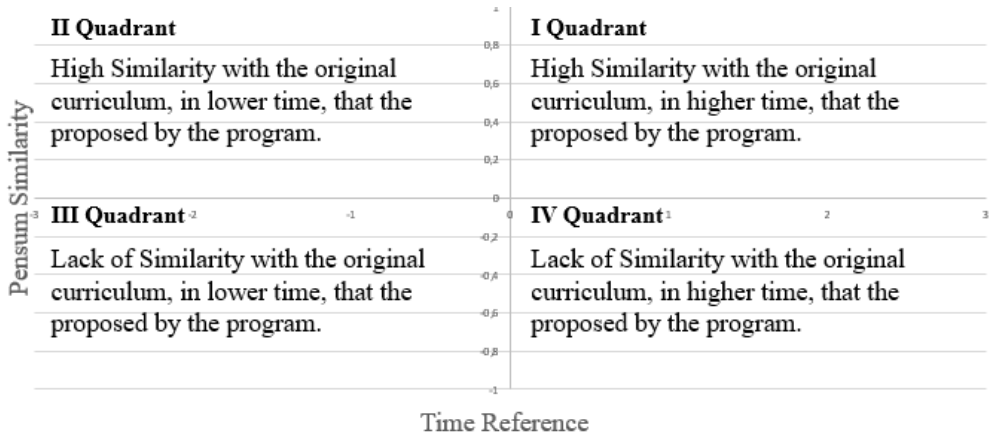 II Quadrant
High Similarity with the original
curriculum, in lower time, that the
proposed by the program.
I Quadrant
High Similarity with the original
curriculum, in higher time, that the
proposed by the program.
III Quadrant
Lack of Similarity with the original
curriculum, in lower time, that the
proposed by the program.
IV Quadrant
Lack of Similarity with the original
curriculum, in higher time, that the
proposed by the program.
Pensum Similarity
1
0,8
0,6
0,4
0,2
0
-0,2
-0,4
-0,6
-0,8
-1
-3 -2 -1 0 1 2 3
Time Reference